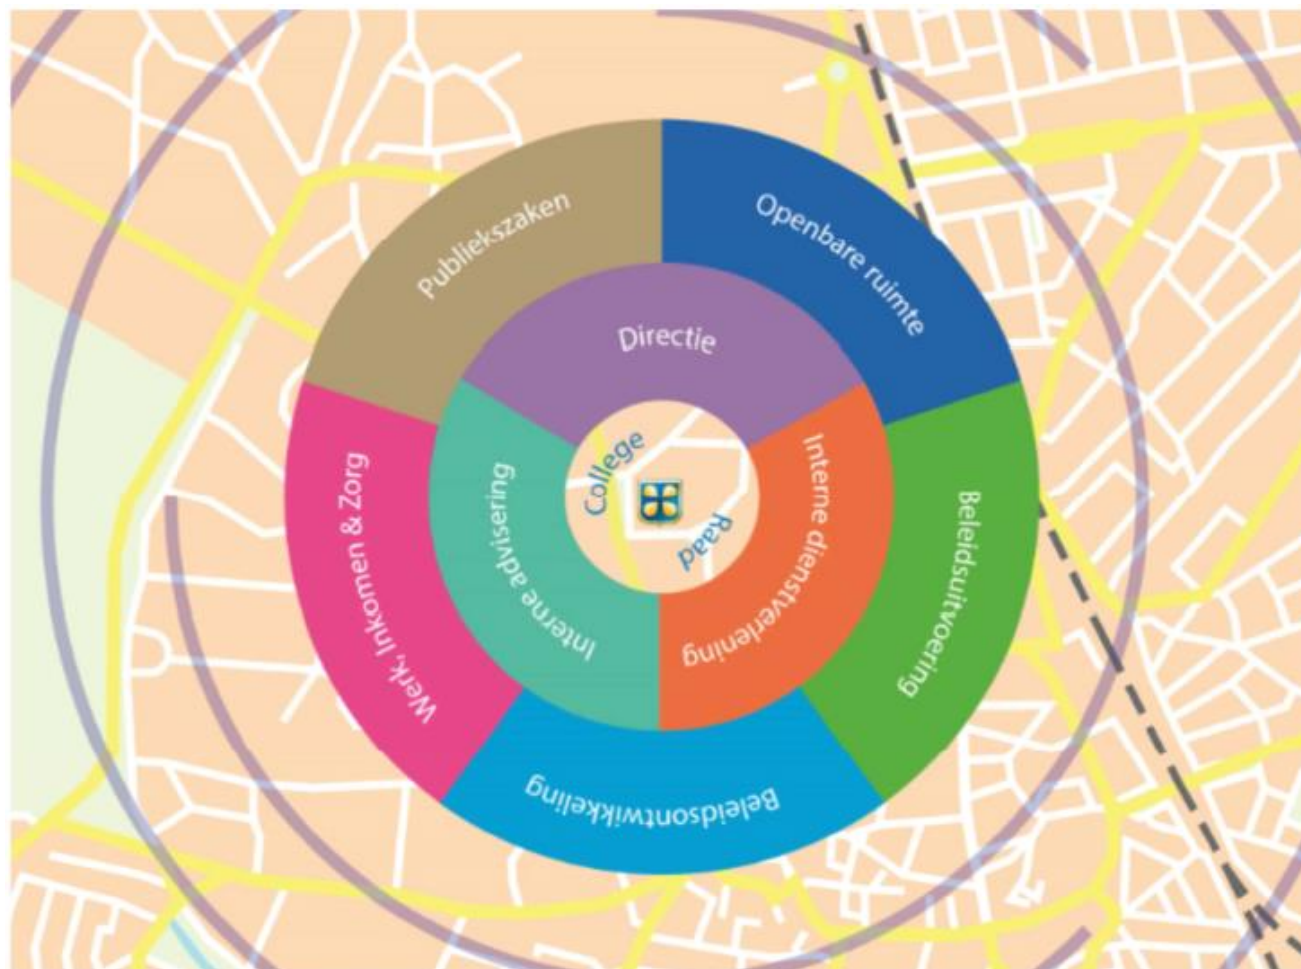 Publiekszaken
Openbare ruimte
Directie
Interne advisering
College
Raad
Interne dienstverlening
Werk, Inkomen & Zorg
Beleidsuitvoering
Beleidsontwikkeling